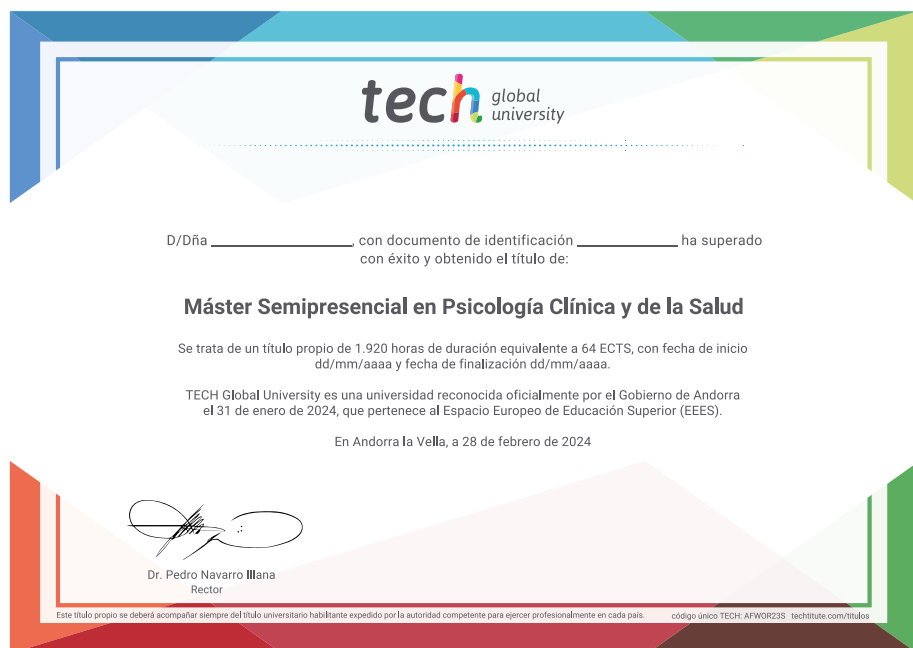 tech global
university
D/Dña ________________, con documento de identificación ____________ ha superado
con éxito y obtenido el título de:
Máster Semipresencial en Psicología Clínica y de la Salud
Se trata de un título propio de 1.920 horas de duración equivalente a 64 ECTS, con fecha de inicio
dd/mm/aaaa y fecha de finalización dd/mm/aaaa.
TECH Global University es una universidad reconocida oficialmente por el Gobierno de Andorra
el 31 de enero de 2024, que pertenece al Espacio Europeo de Educación Superior (EEES).
En Andorra la Vella, a 28 de febrero de 2024
Dr. Pedro Navarro Illana
Rector
Este título propio se deberá acompañar siempre del título universitario habilitante expedido por la autoridad competente para ejercer profesionalmente en cada país. código único TECH: AFWOR23S techtitute.com/titulos